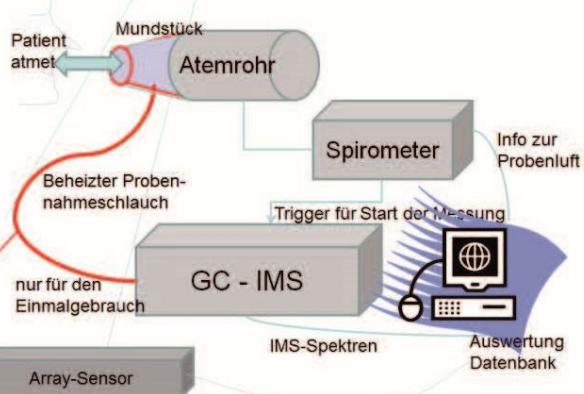 Mundstück
Patient
atmet
Atemrohr
Spirometer
Info zur
Probenluft
Beheizter Proben-
nahmeschlauch
Trigger für Start der Messung
GC - IMS
nur für den
Einmalgebrauch
IMS-Spektren
Auswertung
Datenbank
Array-Sensor